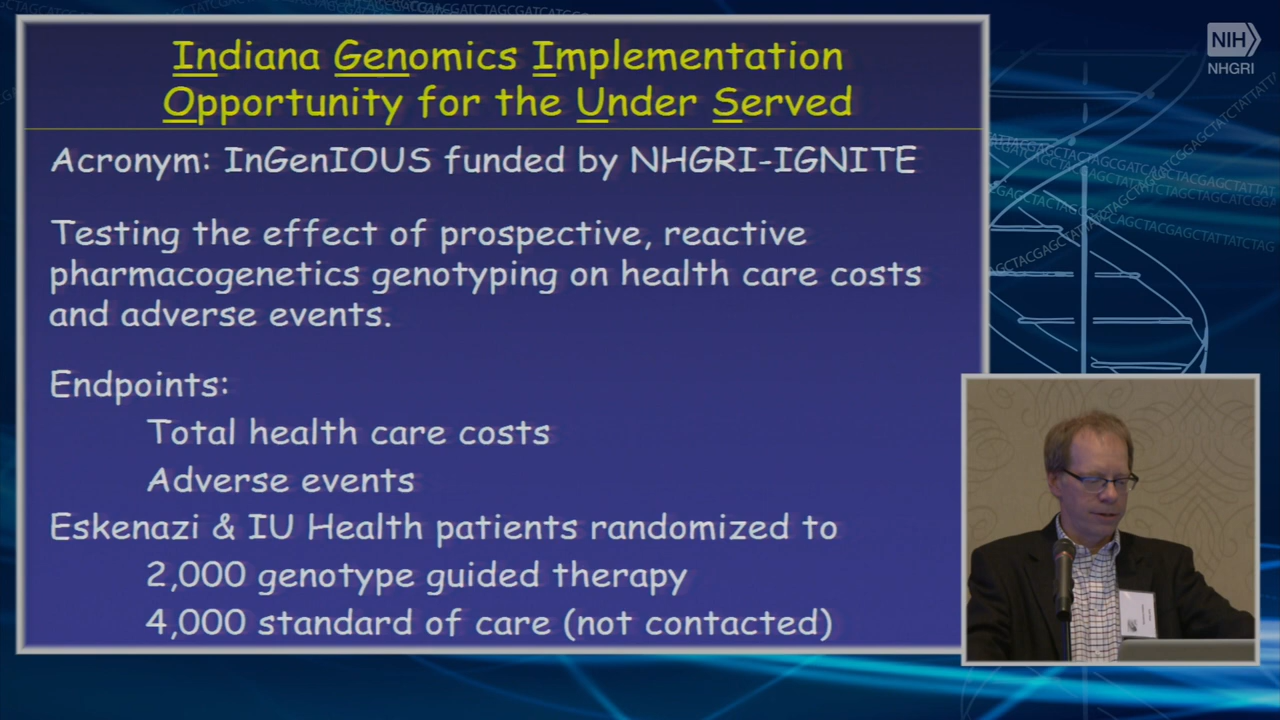 Indiana Genomics Implementation
Opportunity for the Under Served
Acronym: InGenIOUS funded by NHGRI-IGNITE
Testing the effect of prospective, reactive
pharmacogenetics genotyping on health care costs
and adverse events.
Endpoints:
Total health care costs
Adverse events
Eskenazi & IU Health patients randomized to
2,000 genotype guided therapy
4,000 standard of care (not contacted)
NIH
NHGRI